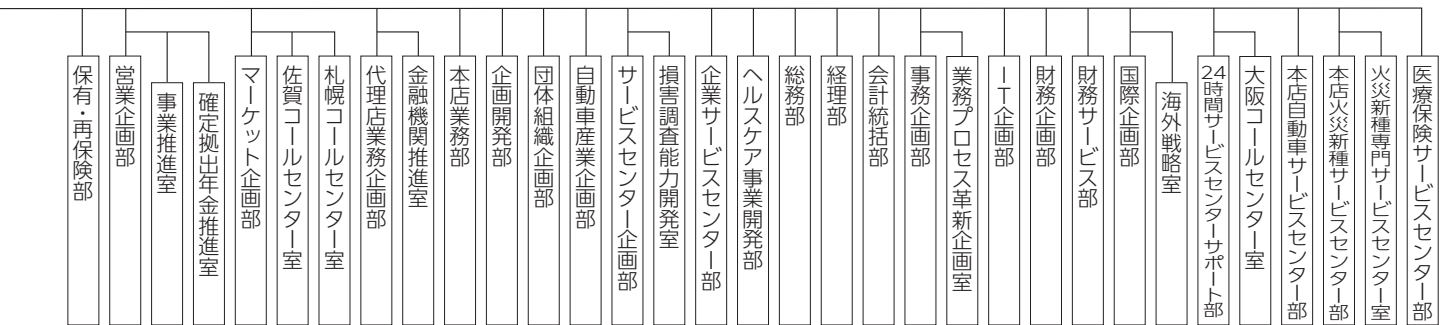 保有・再保険部
営業企画部
事業推進室
確定拠出年金推進室
マーケット企画部
佐賀コールセンター室
札幌コールセンター室
代理店業務企画部
金融機関推進室
本店業務部
企画開発部
団体組織企画部
自動車産業企画部
サービスセンター企画部
損害調査能力開発室
企業サービスセンター部
ヘルスケア事業開発部
総務部
経理部
会計統括部
事務企画部
業務プロセス革新企画室
IT企画部
財務企画部
財務サービス部
国際企画部
海外戦略室
24時間サービスセンターサポート部
大阪コールセンター室
本店自動車サービスセンター部
本店火災新種サービスセンター部
火災新種専門サービスセンター室
医療保険サービスセンター部